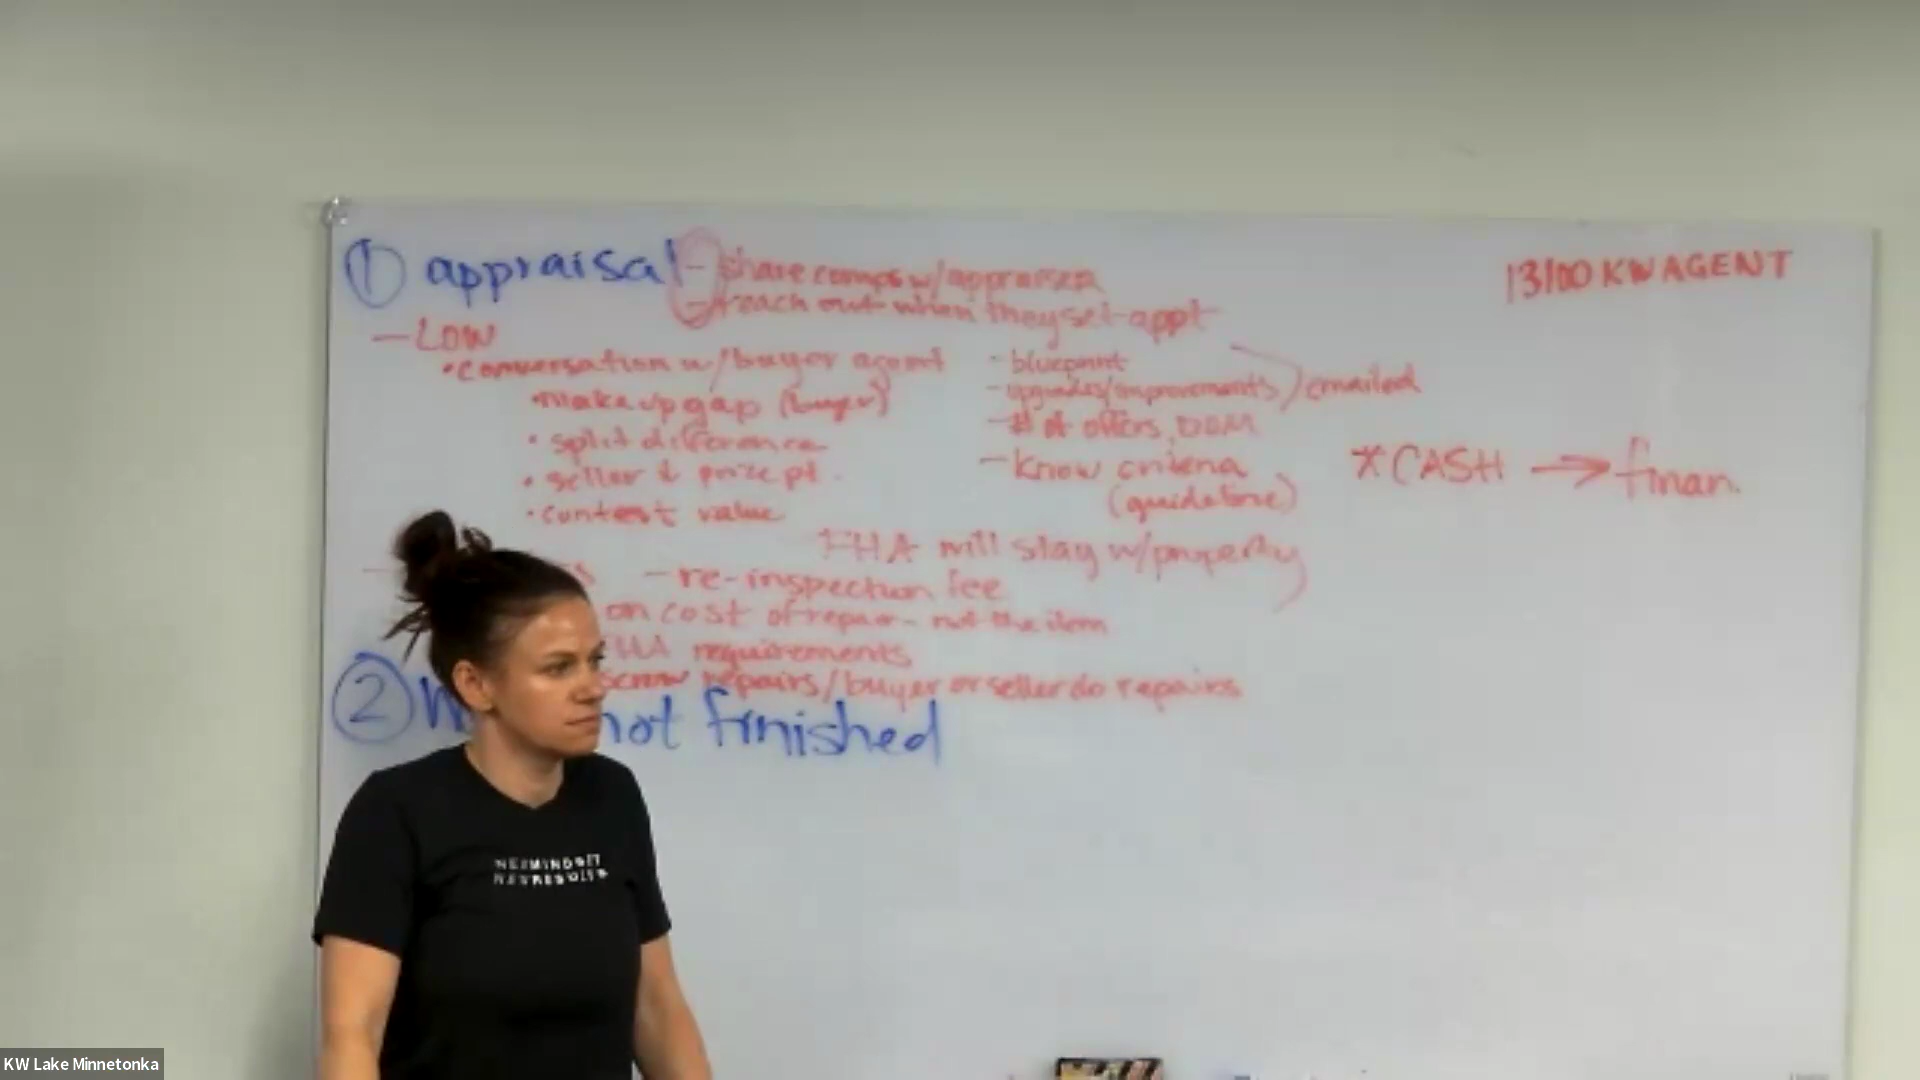 ① appraisal - share comps w/appraiser
- reach out when they set appt
13100 KWAGENT
- LOW
• conversation w/buyer agent
• make up gap (buyer)
• split difference
• seller ↓ price pt.
• contest value
- blueprint
- upgrades/improvements
emailed
- # of offers, DOM
- know criteria
(guideline)
*CASH → finan.
FHA will stay w/property
- re-inspection fee
on cost of repair - not the item
requirements
repairs/buyer or seller do repairs
② not finished
NEWMINDSET
NEWRESULTS
KW Lake Minnetonka